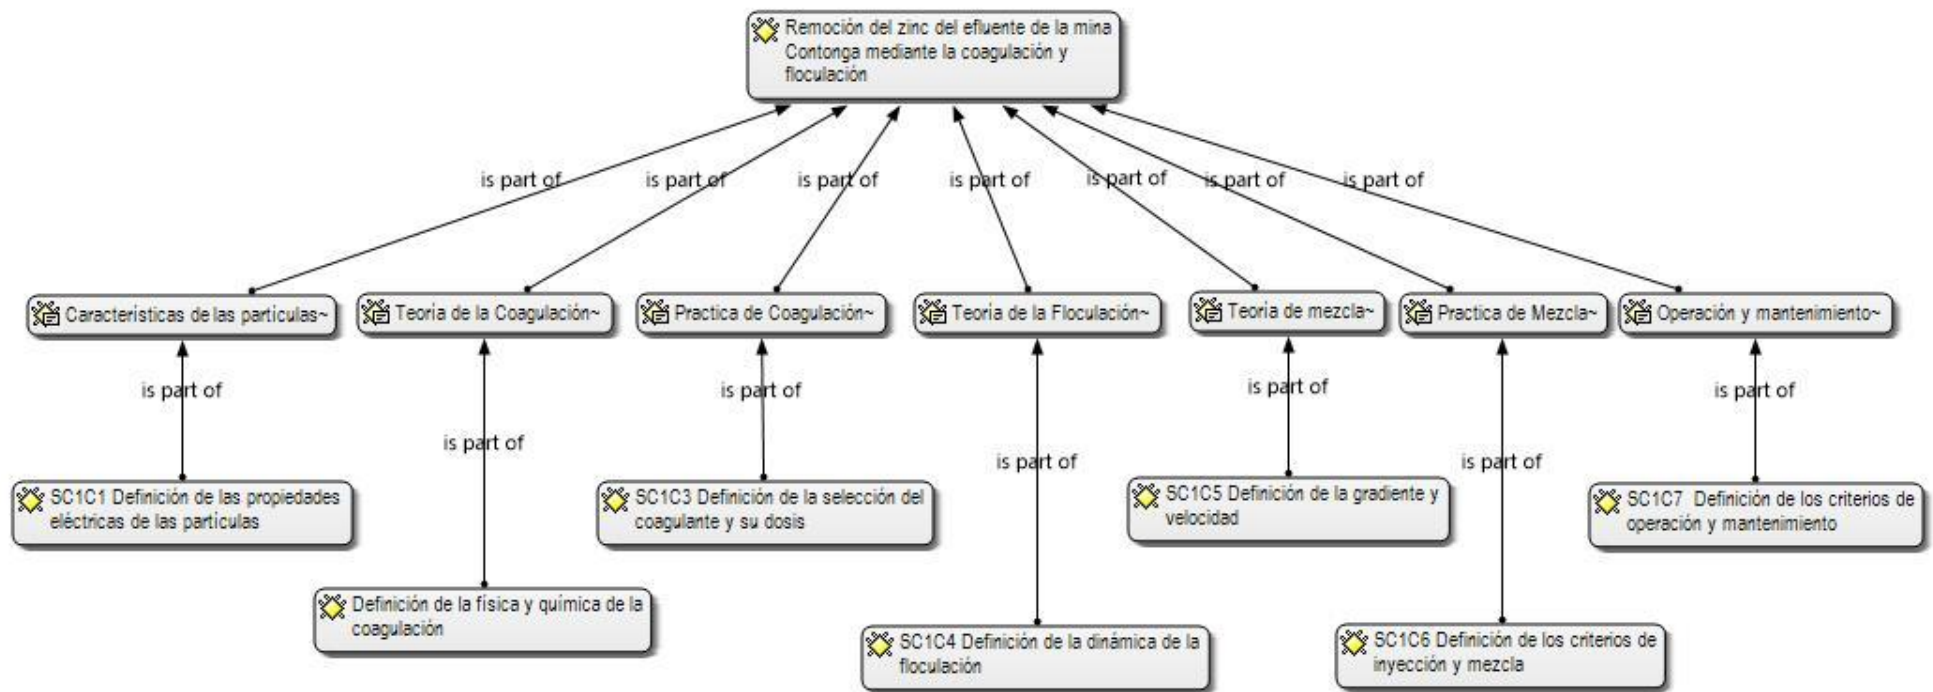 Remoción del zinc del efluente de la mina
Contonga mediante la coagulación y
floculación
is part of
is part of
is part of
is part of
is part of
is part of
is part of
Características de las partículas~
Teoría de la Coagulación~
Practica de Coagulación~
Teoría de la Floculación~
Teoría de mezcla~
Practica de Mezcla~
Operación y mantenimiento~
is part of
is part of
is part of
is part of
is part of
is part of
is part of
SC1C1 Definición de las propiedades
eléctricas de las partículas
Definición de la física y química de la
coagulación
SC1C3 Definición de la selección del
coagulante y su dosis
SC1C4 Definición de la dinámica de la
floculación
SC1C5 Definición de la gradiente y
velocidad
SC1C6 Definición de los criterios de
inyección y mezcla
SC1C7 Definición de los criterios de
operación y mantenimiento